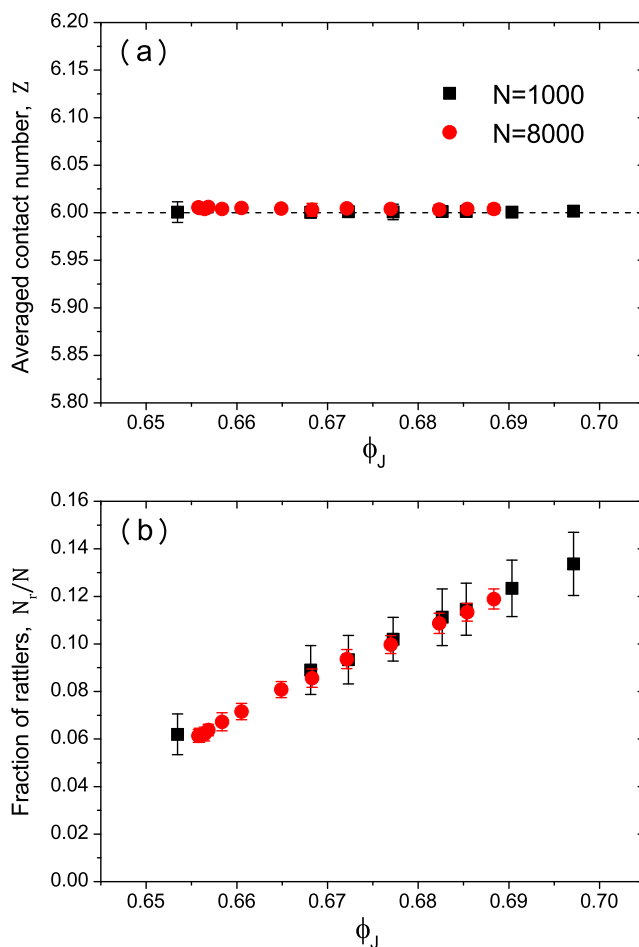 (a)
N=1000
N=8000
Averaged contact number, Z
6.20
6.15
6.10
6.05
6.00
5.95
5.90
5.85
5.80
0.65 0.66 0.67 0.68 0.69 0.70
ϕJ
(b)
Fraction of rattlers, Nr/N
0.16
0.14
0.12
0.10
0.08
0.06
0.04
0.02
0.00
0.65 0.66 0.67 0.68 0.69 0.70
ϕJ